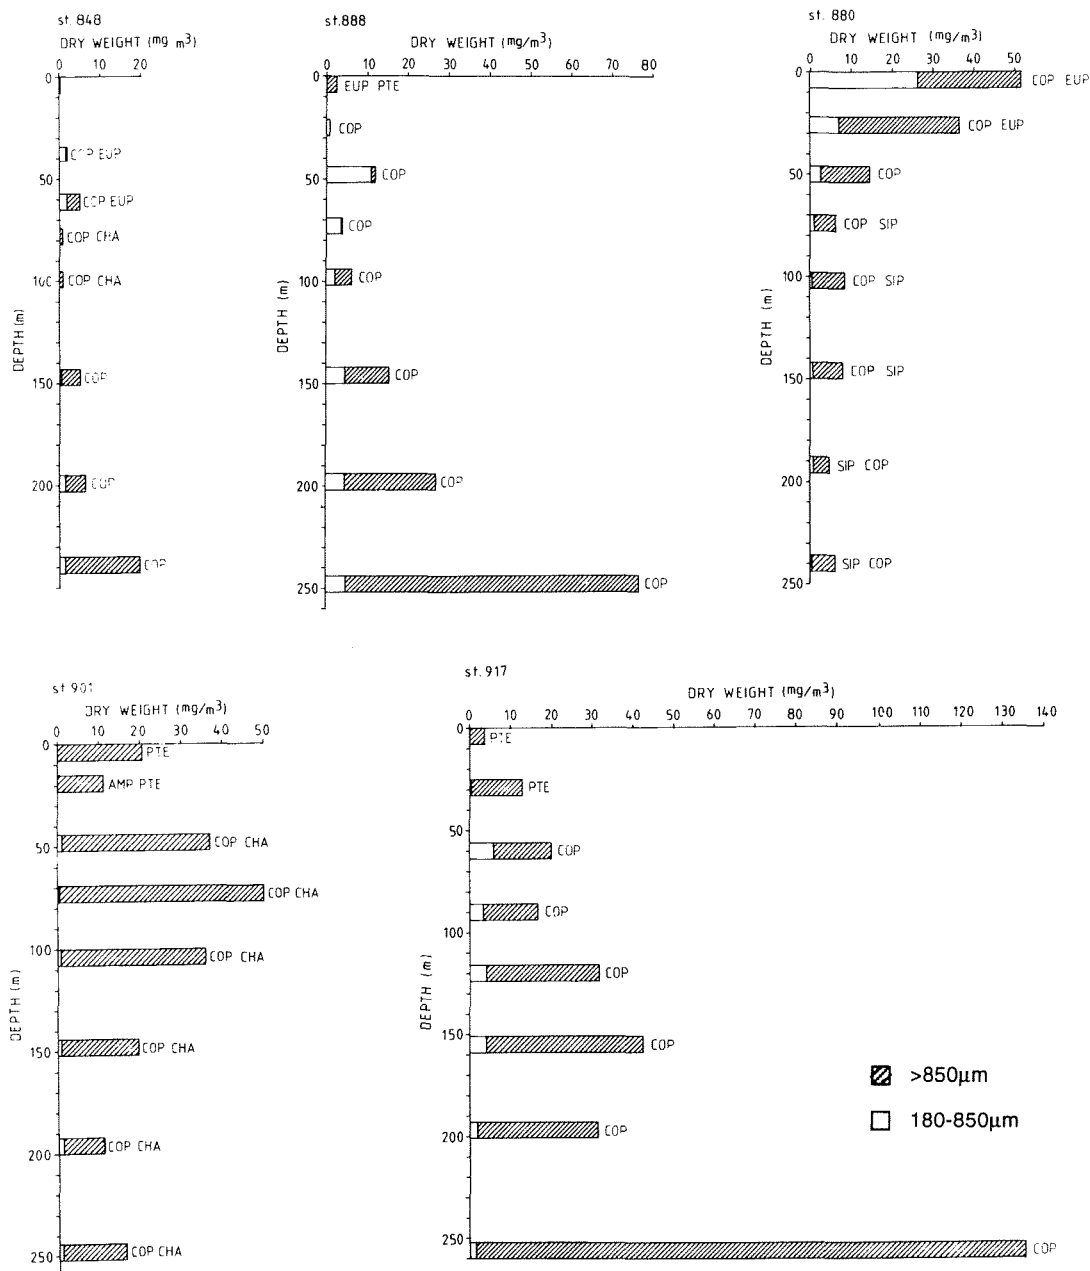 st. 848
DRY WEIGHT (mg m³)
0 10 20
0
50
100
150
200
DEPTH (m)
COP EUP
COP EUP
COP CHA
COP CHA
COP
COP
COP
st.888
DRY WEIGHT (mg/m³)
0 10 20 30 40 50 60 70 80
0
50
100
150
200
250
DEPTH (m)
EUP PTE
COP
COP
COP
COP
COP
COP
COP
st. 880
DRY WEIGHT (mg/m³)
0 10 20 30 40 50
0
50
100
150
200
250
DEPTH (m)
COP EUP
COP EUP
COP
COP SIP
COP SIP
COP SIP
SIP COP
SIP COP
st 901
DRY WEIGHT (mg/m³)
0 10 20 30 40 50
0
50
100
150
200
250
DEPTH (m)
PTE
AMP PTE
COP CHA
COP CHA
COP CHA
COP CHA
COP CHA
COP CHA
st.917
DRY WEIGHT (mg/m³)
0 10 20 30 40 50 60 70 80 90 100 110 120 130 140
0
50
100
150
200
250
DEPTH (m)
PTE
PTE
COP
COP
COP
COP
COP
COP
>850µm
180-850µm